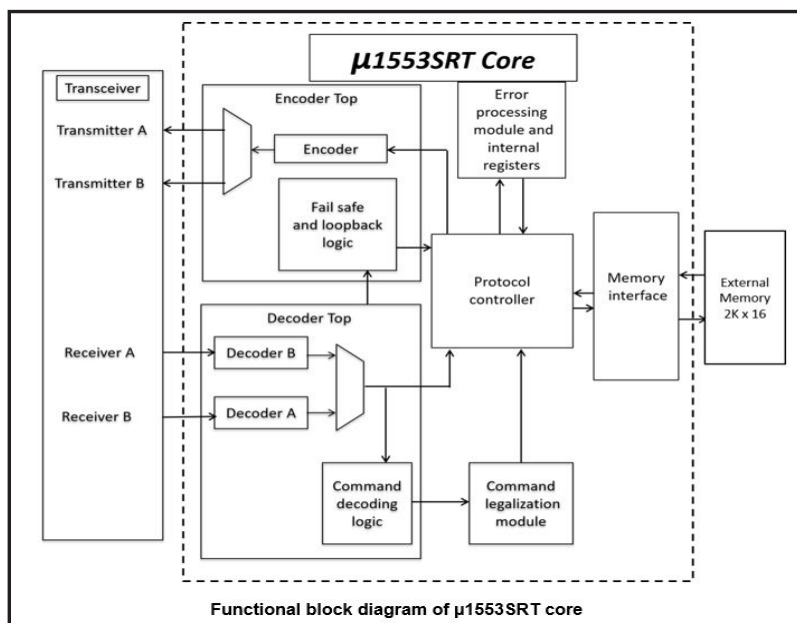 μ1553SRT Core
Transceiver
Transmitter A
Transmitter B
Receiver A
Receiver B
Encoder Top
Encoder
Fail safe
and loopback
logic
Error
processing
module and
internal
registers
Protocol
controller
Memory
interface
External
Memory
2K x 16
Decoder Top
Decoder B
Decoder A
Command
decoding
logic
Command
legalization
module
Functional block diagram of μ1553SRT core